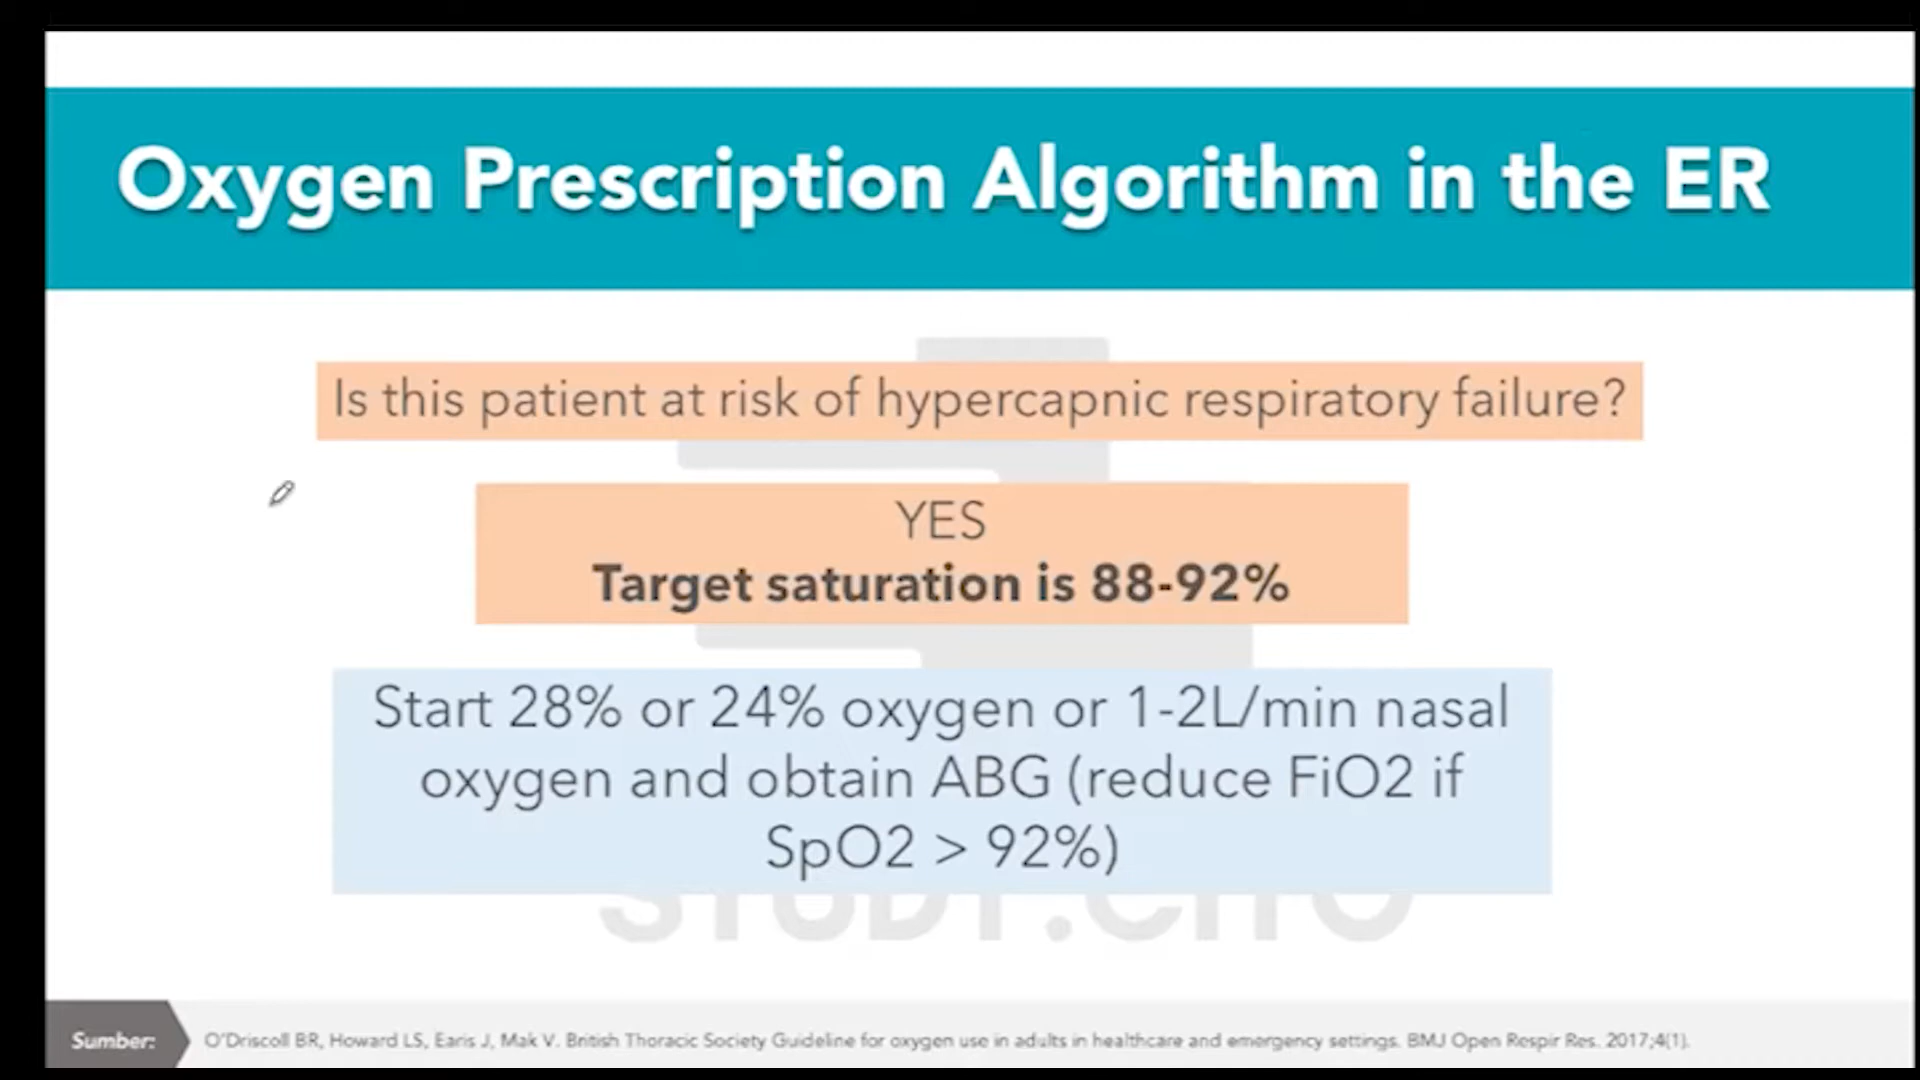 Oxygen Prescription Algorithm in the ER
Is this patient at risk of hypercapnic respiratory failure?
YES
Target saturation is 88-92%
Start 28% or 24% oxygen or 1-2L/min nasal
oxygen and obtain ABG (reduce FiO2 if
SpO2 > 92%)
STUDY.CITO
Sumber:
O'Driscoll BR, Howard LS, Earis J, Mak V. British Thoracic Society Guideline for oxygen use in adults in healthcare and emergency settings. BMJ Open Respir Res. 2017;4(1).